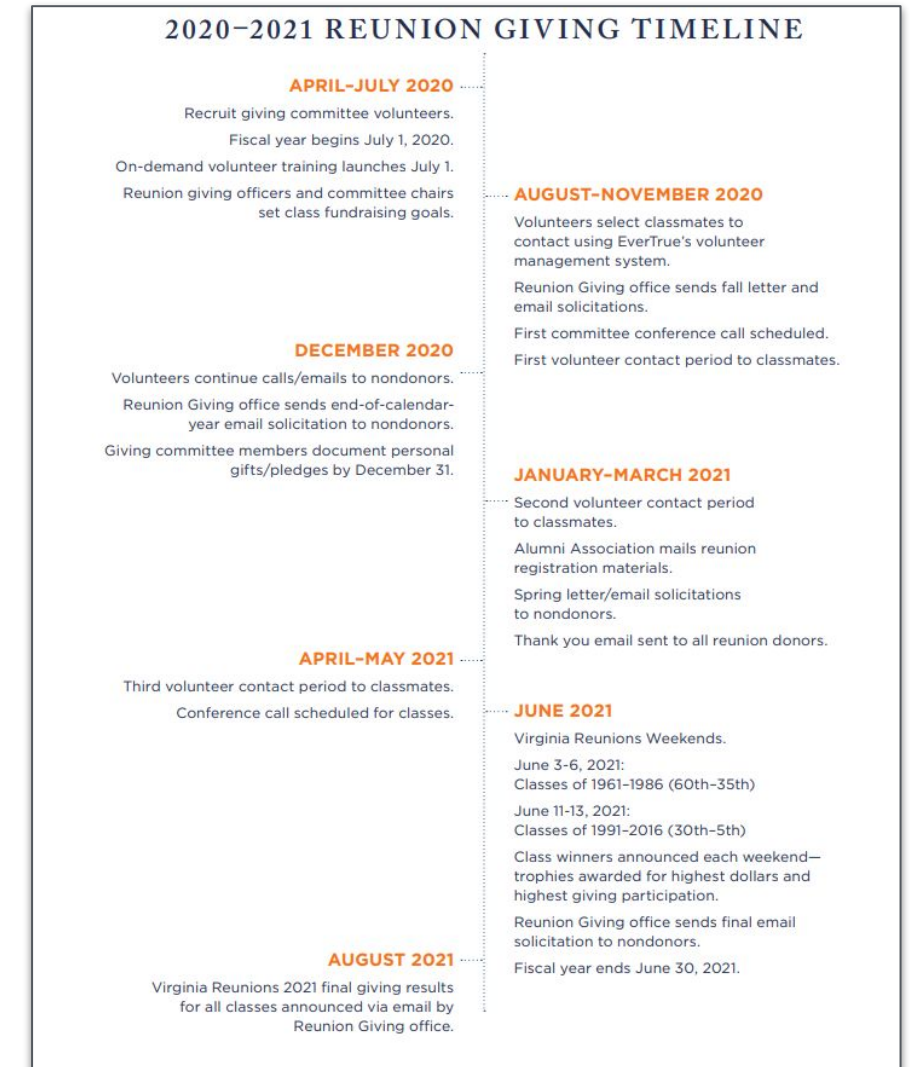 2020–2021 REUNION GIVING TIMELINE
APRIL–JULY 2020
Recruit giving committee volunteers.
Fiscal year begins July 1, 2020.
On-demand volunteer training launches July 1.
Reunion giving officers and committee chairs
set class fundraising goals.
AUGUST–NOVEMBER 2020
Volunteers select classmates to
contact using EverTrue's volunteer
management system.
Reunion Giving office sends fall letter and
email solicitations.
First committee conference call scheduled.
First volunteer contact period to classmates.
DECEMBER 2020
Volunteers continue calls/emails to nondonors.
Reunion Giving office sends end-of-calendar-
year email solicitation to nondonors.
Giving committee members document personal
gifts/pledges by December 31.
JANUARY–MARCH 2021
Second volunteer contact period
to classmates.
Alumni Association mails reunion
registration materials.
Spring letter/email solicitations
to nondonors.
Thank you email sent to all reunion donors.
APRIL–MAY 2021
Third volunteer contact period to classmates.
Conference call scheduled for classes.
JUNE 2021
Virginia Reunions Weekends.
June 3-6, 2021:
Classes of 1961–1986 (60th–35th)
June 11-13, 2021:
Classes of 1991–2016 (30th–5th)
Class winners announced each weekend—
trophies awarded for highest dollars and
highest giving participation.
Reunion Giving office sends final email
solicitation to nondonors.
Fiscal year ends June 30, 2021.
AUGUST 2021
Virginia Reunions 2021 final giving results
for all classes announced via email by
Reunion Giving office.